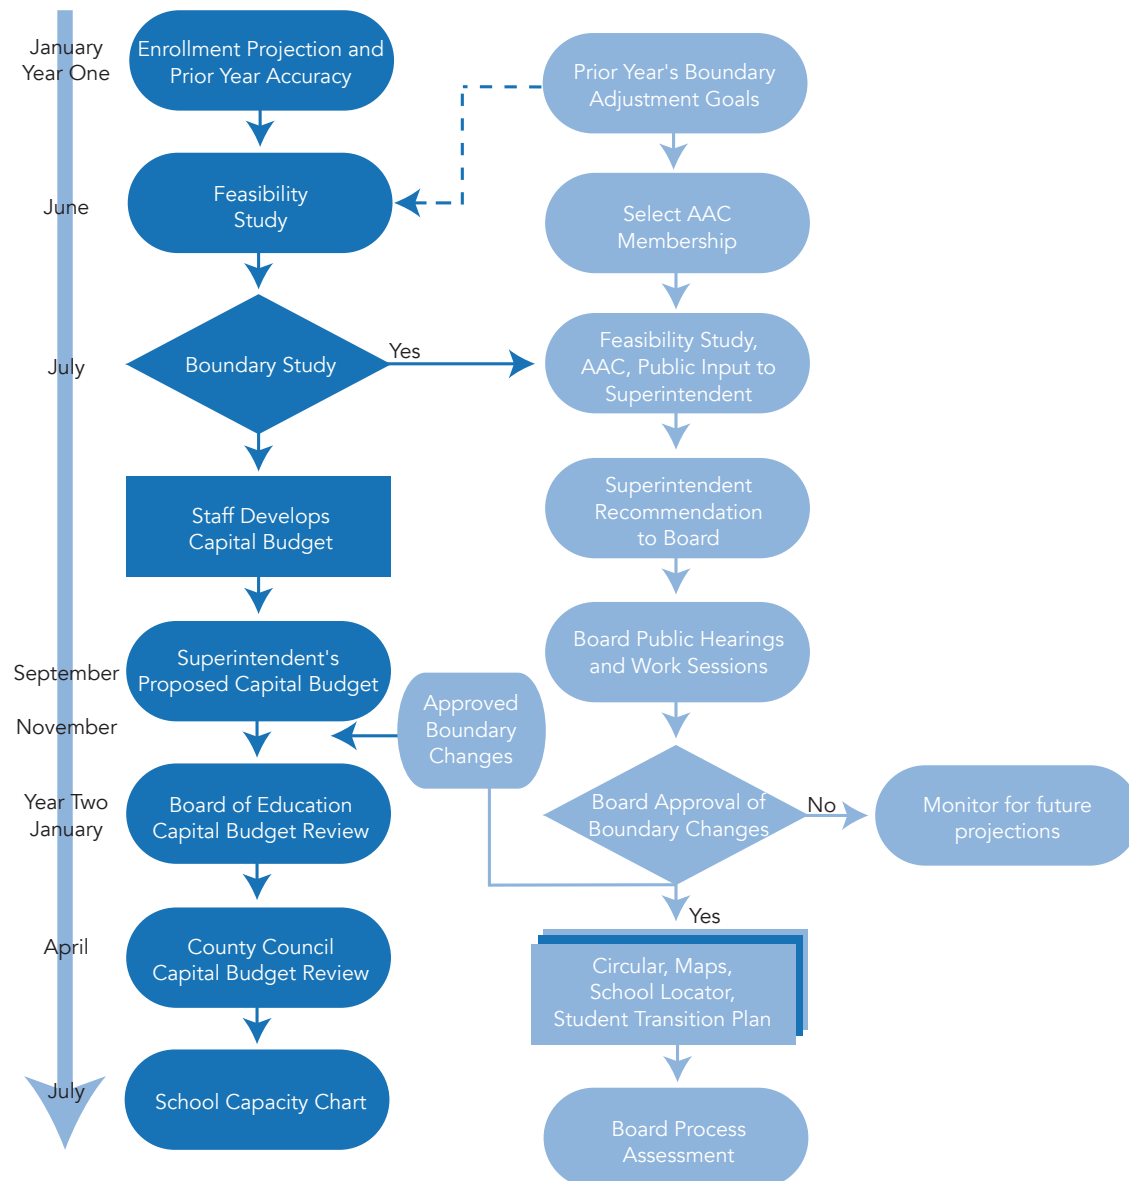 January
Year One
Enrollment Projection and
Prior Year Accuracy
Prior Year's Boundary
Adjustment Goals
June
Feasibility
Study
Select AAC
Membership
July
Boundary Study
Yes
Feasibility Study,
AAC, Public Input to
Superintendent
Staff Develops
Capital Budget
Superintendent
Recommendation
to Board
September
Superintendent's
Proposed Capital Budget
Board Public Hearings
and Work Sessions
November
Approved
Boundary
Changes
Year Two
January
Board of Education
Capital Budget Review
Board Approval of
Boundary Changes
No
Monitor for future
projections
Yes
April
County Council
Capital Budget Review
Circular, Maps,
School Locator,
Student Transition Plan
July
School Capacity Chart
Board Process
Assessment